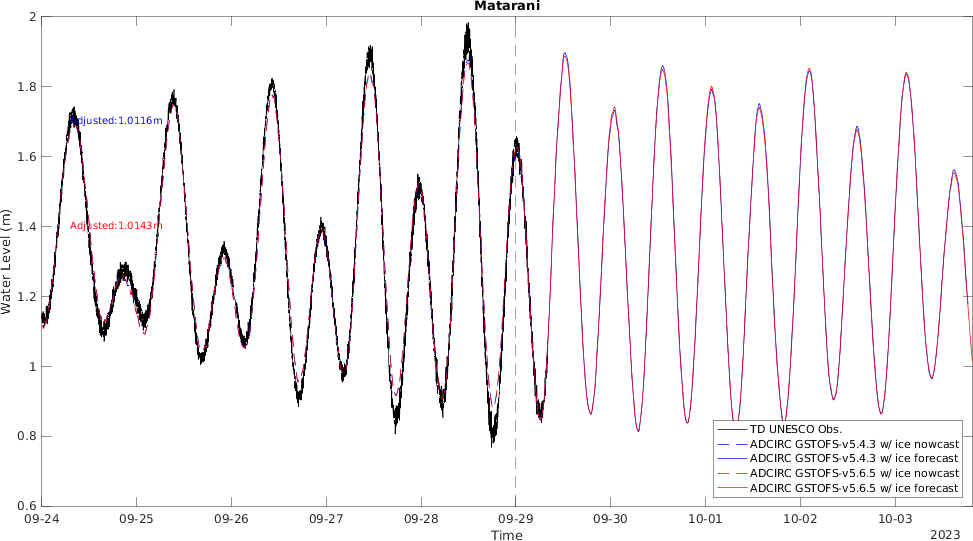 Matarani
2
1.8
1.6
1.4
1.2
1
0.8
0.6
Water Level (m)
Adjusted:1.0116m
Adjusted:1.0143m
TD UNESCO Obs.
ADCIRC GSTOFS-v5.4.3 w/ ice nowcast
ADCIRC GSTOFS-v5.4.3 w/ ice forecast
ADCIRC GSTOFS-v5.6.5 w/ ice nowcast
ADCIRC GSTOFS-v5.6.5 w/ ice forecast
09-24 09-25 09-26 09-27 09-28 09-29 09-30 10-01 10-02 10-03
Time
2023